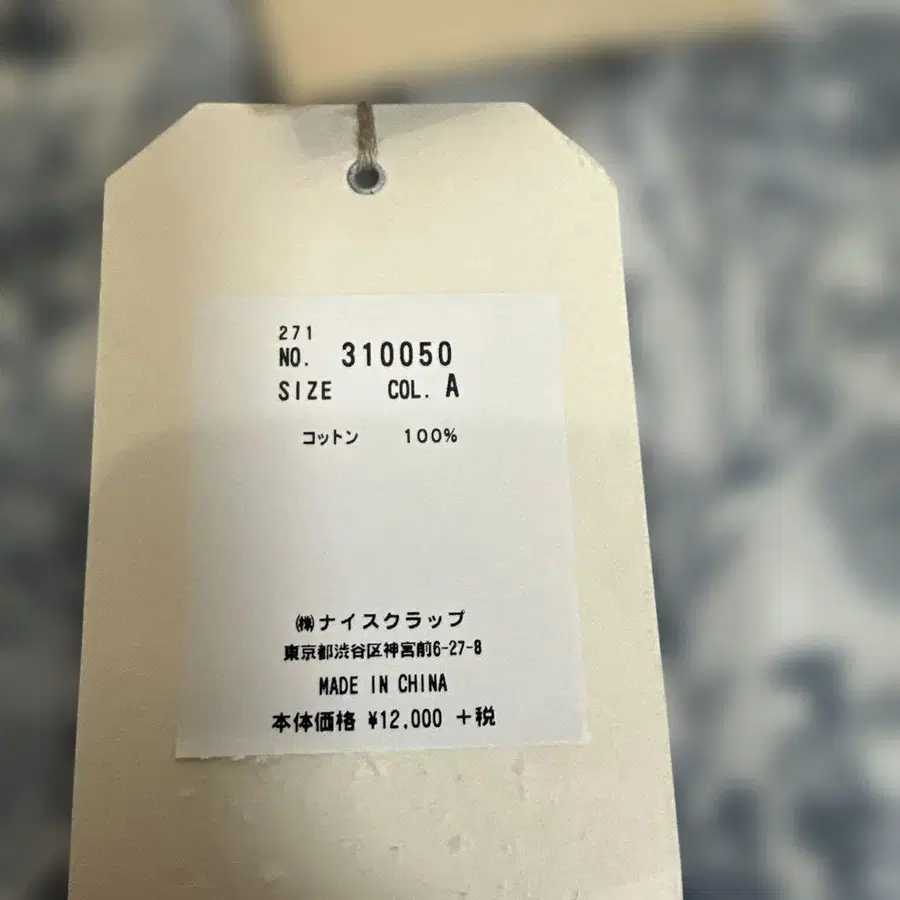 271
NO. 310050
SIZE COL. A
コットン 100%
㈱ナイスクラップ
東京都渋谷区神宮前6-27-8
MADE IN CHINA
本体価格 ¥12,000 +税